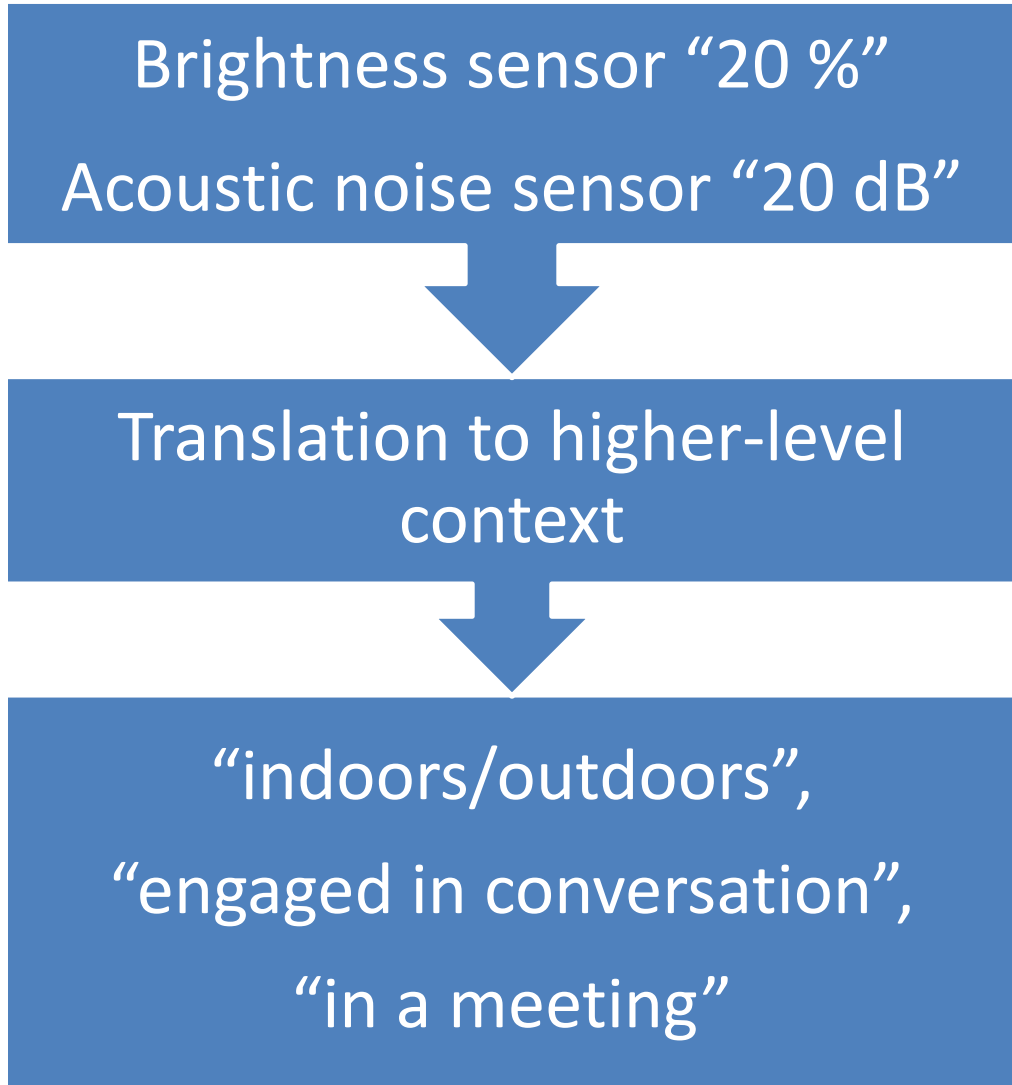 Brightness sensor “20 %”
Acoustic noise sensor “20 dB”
Translation to higher-level
context
“indoors/outdoors”,
“engaged in conversation”,
“in a meeting”